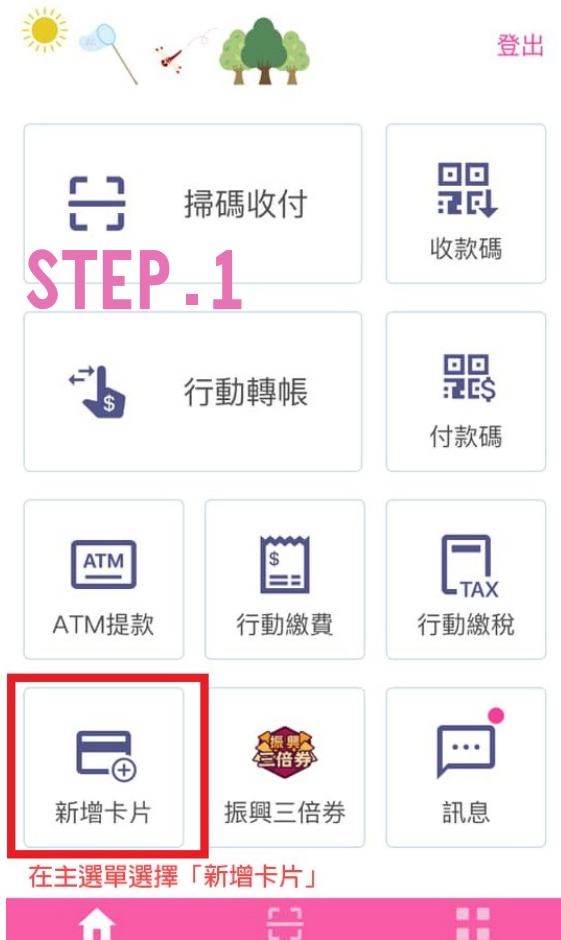 登出
掃碼收付
收款碼
STEP.1
行動轉帳
$
付款碼
$
ATM
ATM提款
$
行動繳費
TAX
行動繳稅
新增卡片
振興
三倍券
振興三倍券
訊息
在主選單選擇「新增卡片」